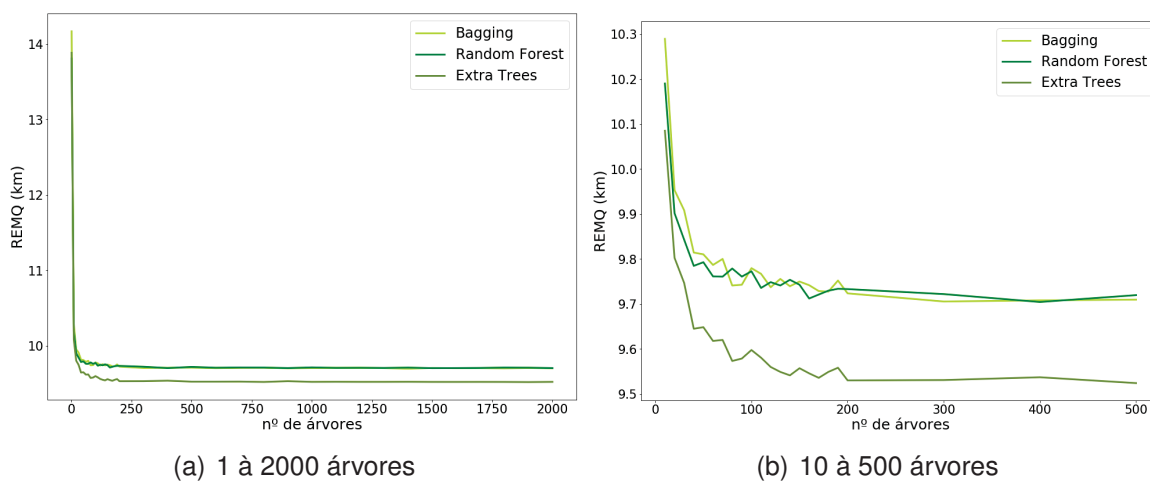 Bagging
Random Forest
Extra Trees
14
13
12
11
10
REMQ (km)
0 250 500 750 1000 1250 1500 1750 2000
nº de árvores
(a) 1 à 2000 árvores
Bagging
Random Forest
Extra Trees
10.3
10.2
10.1
10.0
9.9
9.8
9.7
9.6
9.5
REMQ (km)
0 100 200 300 400 500
nº de árvores
(b) 10 à 500 árvores